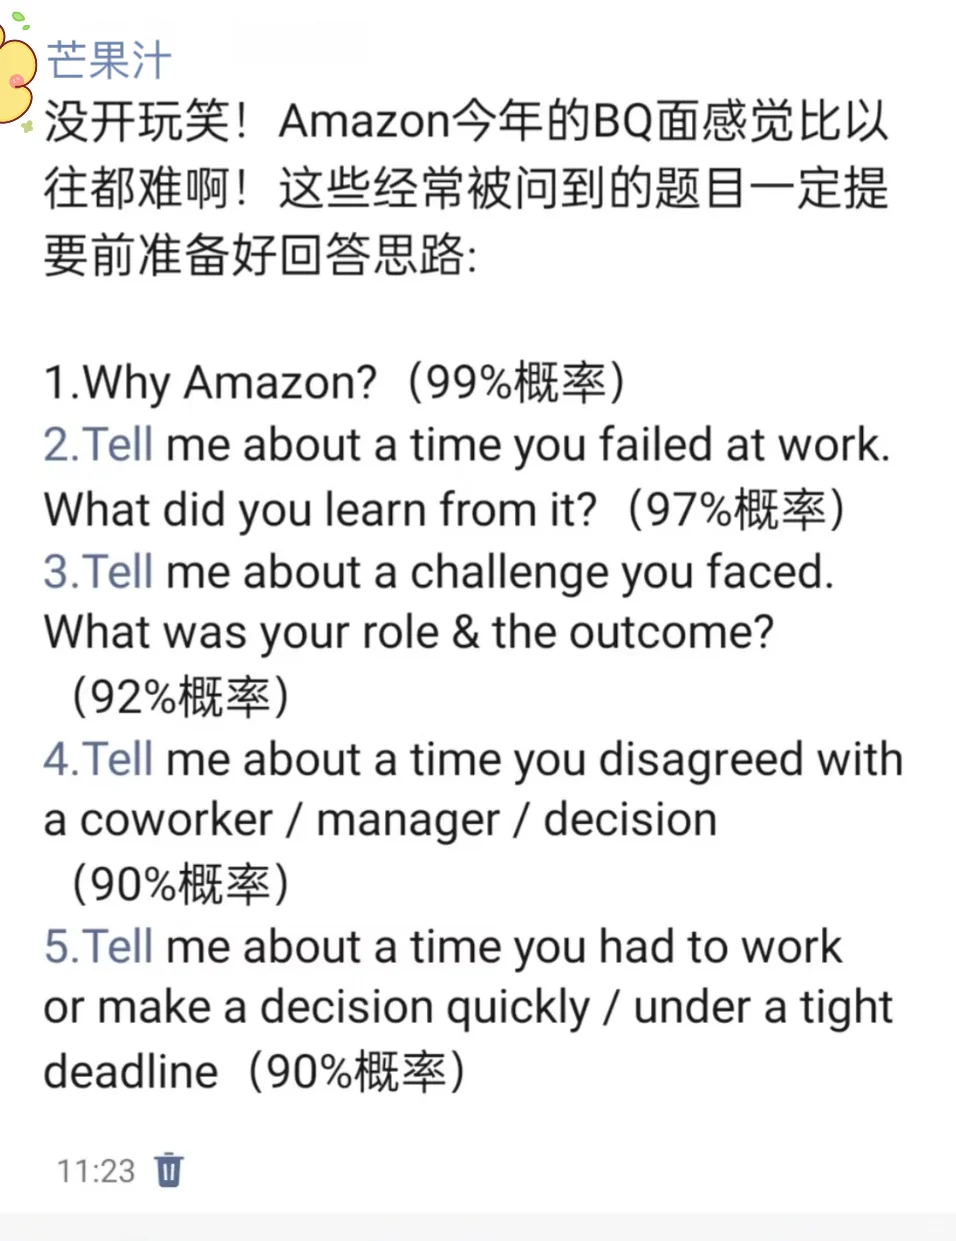 芒果汁
没开玩笑！Amazon今年的BQ面感觉比以
往都难啊！这些经常被问到的题目一定提
要前准备好回答思路:
1.Why Amazon?（99%概率）
2.Tell me about a time you failed at work.
What did you learn from it?（97%概率）
3.Tell me about a challenge you faced.
What was your role & the outcome?
（92%概率）
4.Tell me about a time you disagreed with
a coworker / manager / decision
（90%概率）
5.Tell me about a time you had to work
or make a decision quickly / under a tight
deadline（90%概率）
11:23